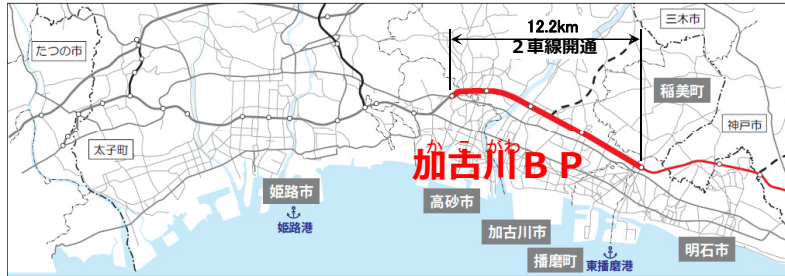 12.2km
２車線開通
三木市
たつの市
稲美町
神戸市
太子町
かこがわ
加古川ＢＰ
姫路市
姫路港
高砂市
加古川市
播磨町
東播磨港
明石市